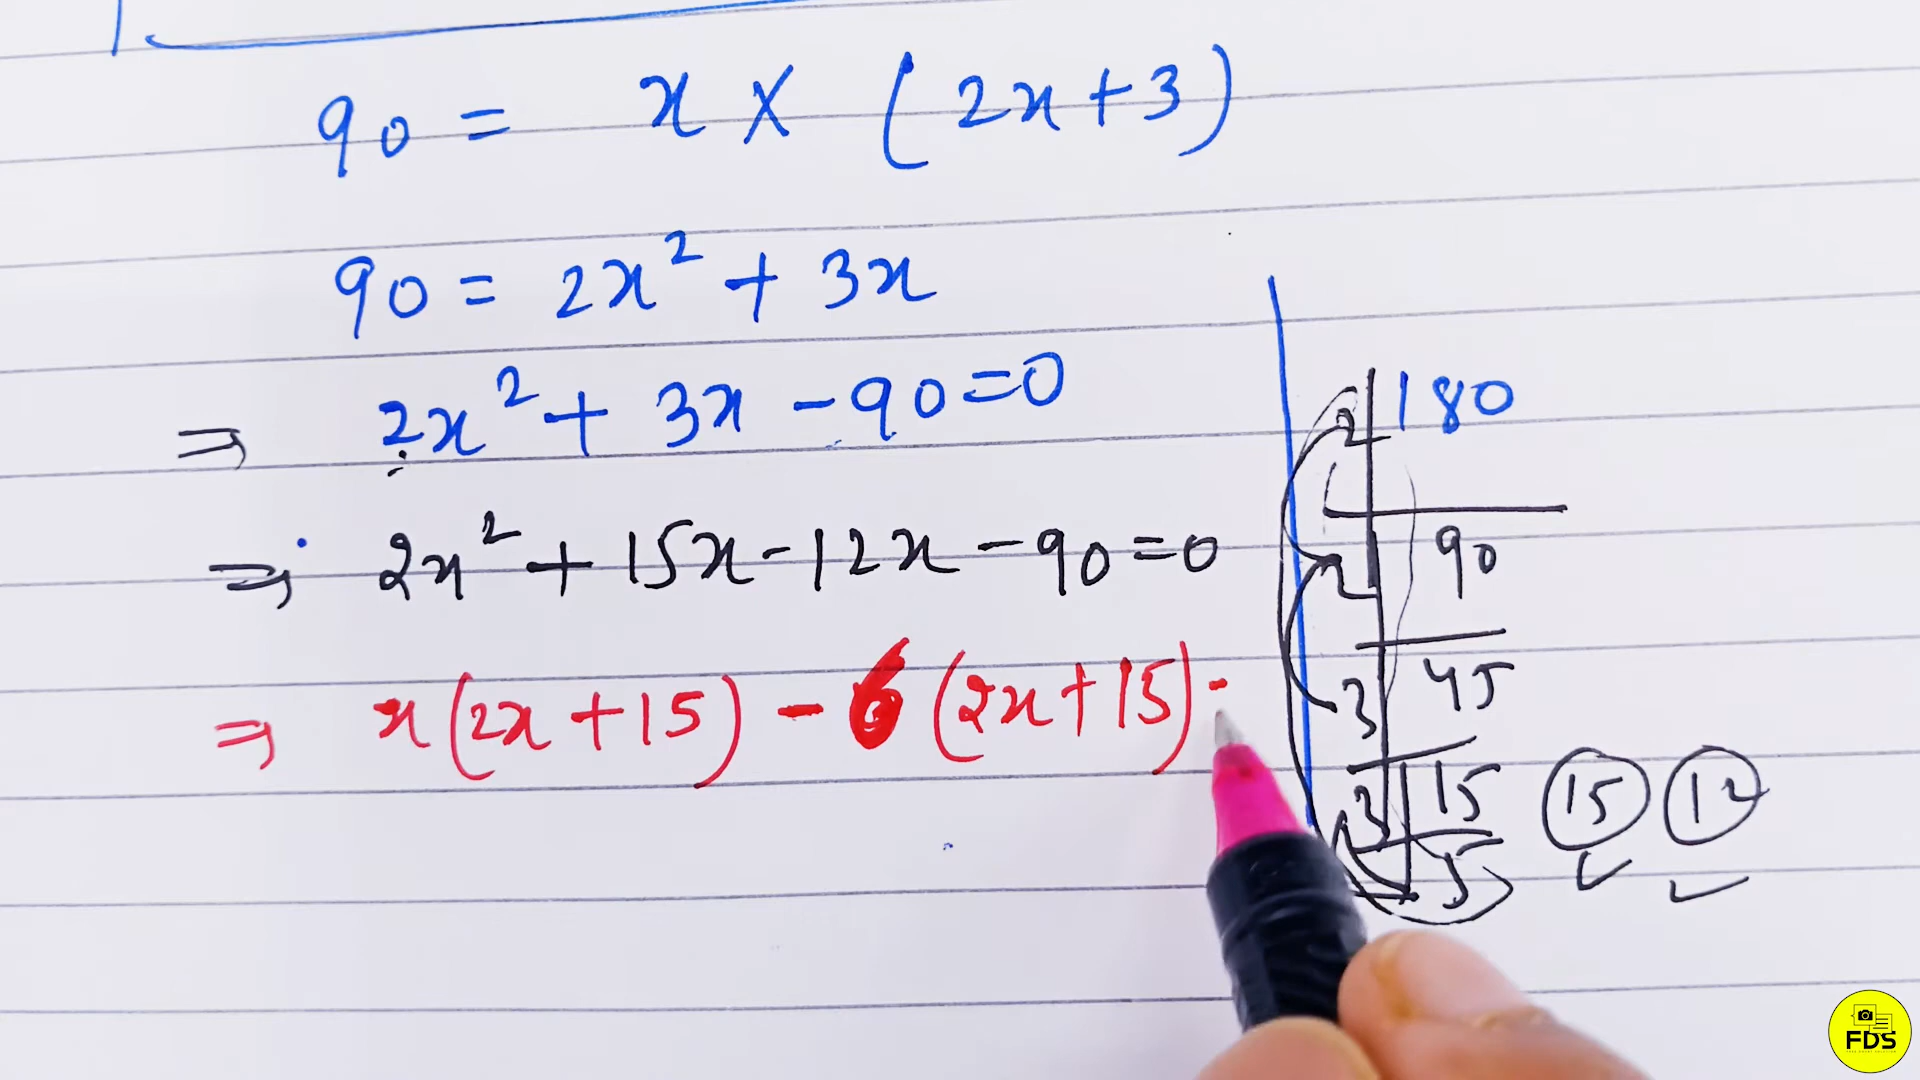 90 = x × (2x+3)
90 = 2x² + 3x
⇒ 2x² + 3x - 90 = 0
⇒ 2x² + 15x - 12x - 90 = 0
⇒ x(2x+15) - 6(2x+15) =
2 180
2 90
3 45
3 15
5
15 12
FDS